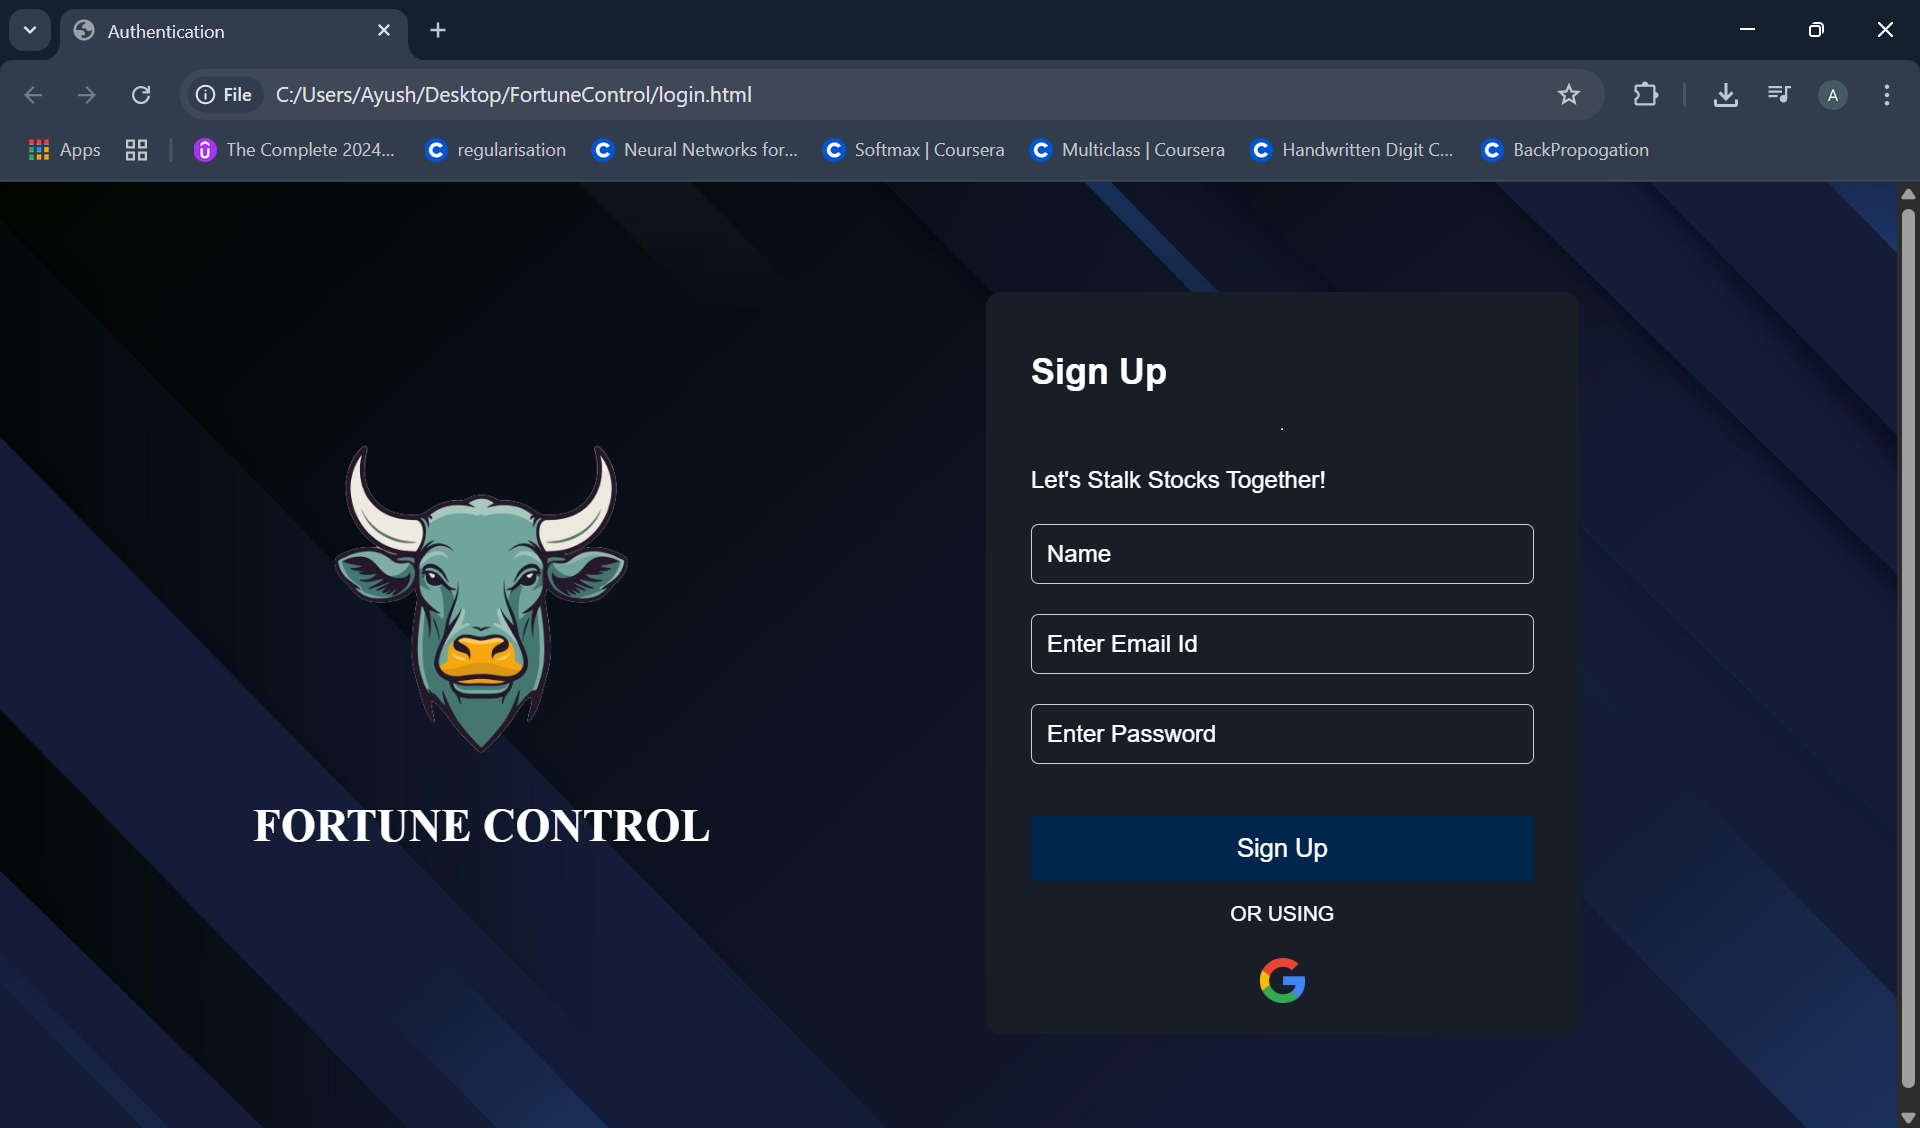 Authentication
File C:/Users/Ayush/Desktop/FortuneControl/login.html A
Apps The Complete 2024... regularisation Neural Networks for... Softmax | Coursera Multiclass | Coursera Handwritten Digit C... BackPropogation
FORTUNE CONTROL
Sign Up
.
Let's Stalk Stocks Together!
Name
Enter Email Id
Enter Password
Sign Up
OR USING